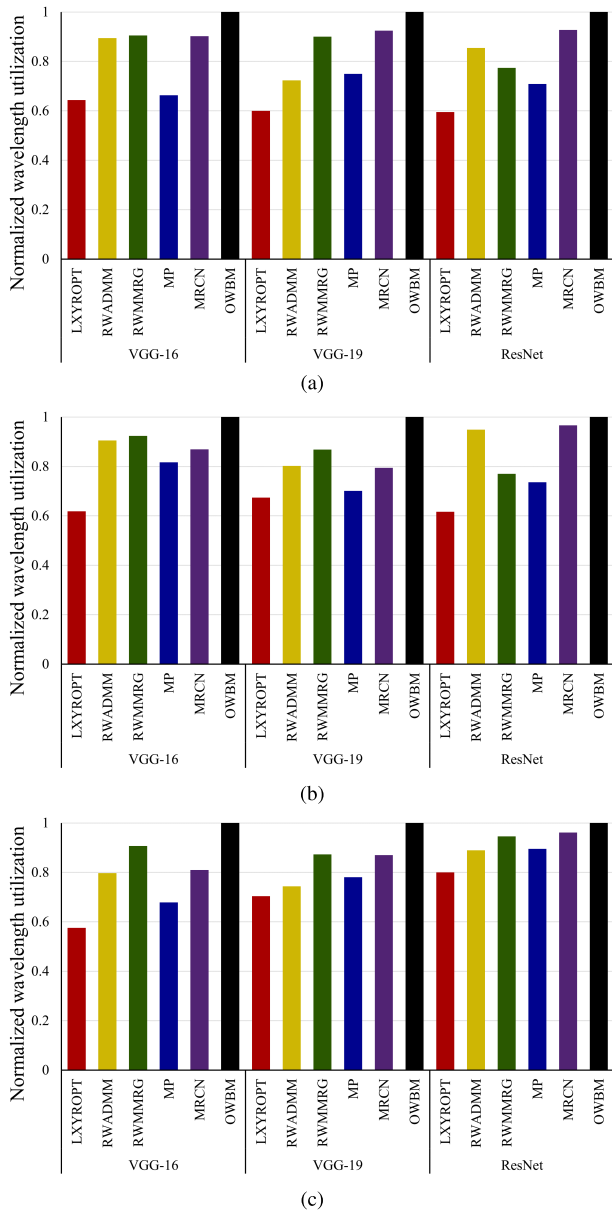 Normalized wavelength utilization
1
0.8
0.6
0.4
0.2
0
LXYROPT RWADMM RWMMRG MP MRCN OWBM LXYROPT RWADMM RWMMRG MP MRCN OWBM LXYROPT RWADMM RWMMRG MP MRCN OWBM
VGG-16 VGG-19 ResNet
(a)
Normalized wavelength utilization
1
0.8
0.6
0.4
0.2
0
LXYROPT RWADMM RWMMRG MP MRCN OWBM LXYROPT RWADMM RWMMRG MP MRCN OWBM LXYROPT RWADMM RWMMRG MP MRCN OWBM
VGG-16 VGG-19 ResNet
(b)
Normalized wavelength utilization
1
0.8
0.6
0.4
0.2
0
LXYROPT RWADMM RWMMRG MP MRCN OWBM LXYROPT RWADMM RWMMRG MP MRCN OWBM LXYROPT RWADMM RWMMRG MP MRCN OWBM
VGG-16 VGG-19 ResNet
(c)